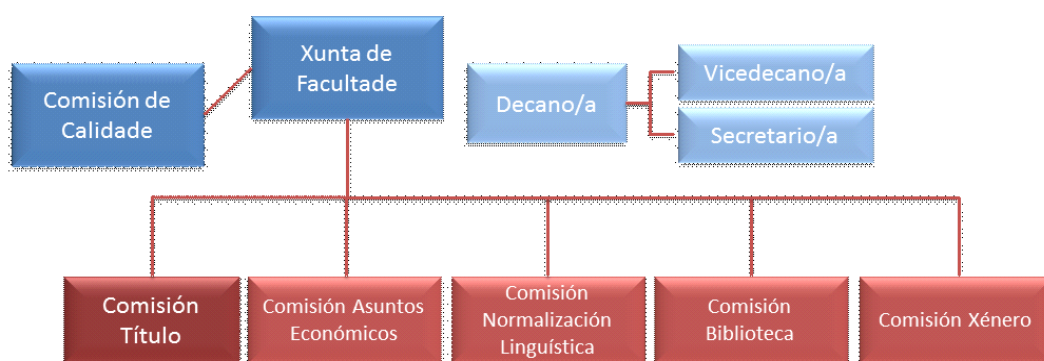 Xunta de
Facultade
Comisión de
Calidade
Decano/a
Vicedecano/a
Secretario/a
Comisión
Título
Comisión Asuntos
Económicos
Comisión
Normalización
Linguística
Comisión
Biblioteca
Comisión Xénero